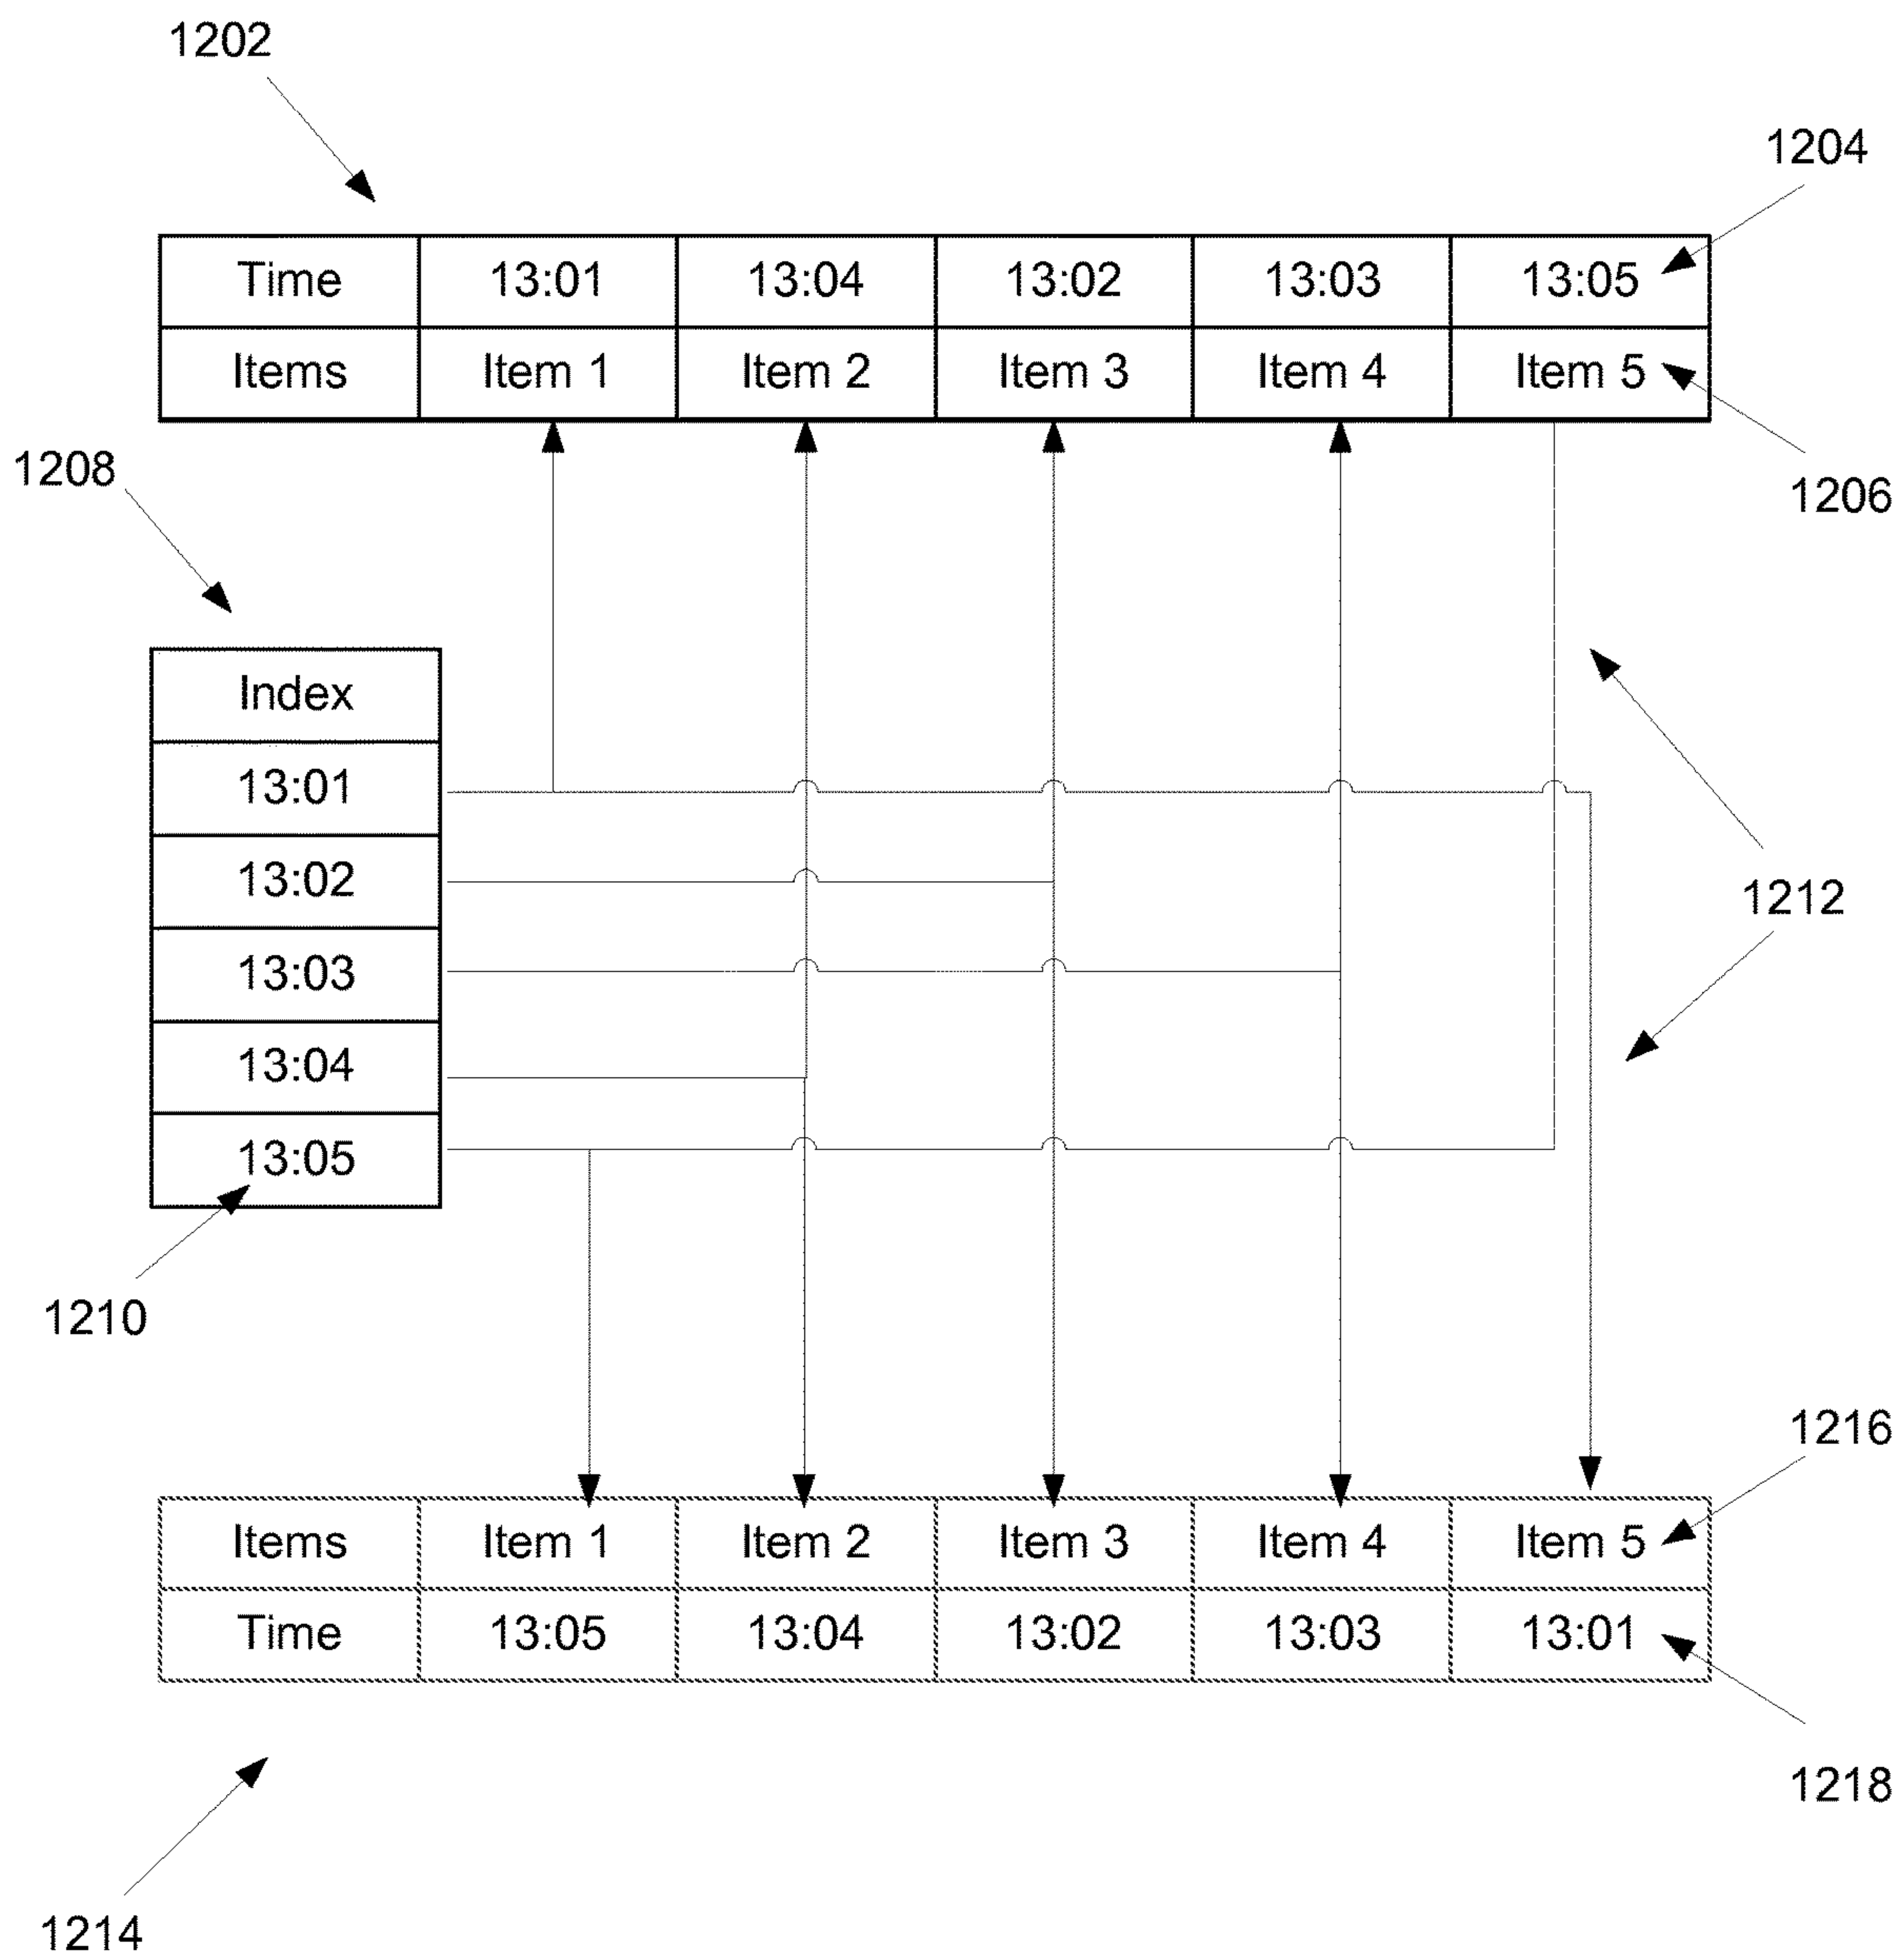 1202
1204
Time 13:01 13:04 13:02 13:03 13:05
Items Item 1 Item 2 Item 3 Item 4 Item 5
1208
1206
Index
13:01
13:02
1212
13:03
13:04
13:05
1210
1216
Items Item 1 Item 2 Item 3 Item 4 Item 5
Time 13:05 13:04 13:02 13:03 13:01
1218
1214